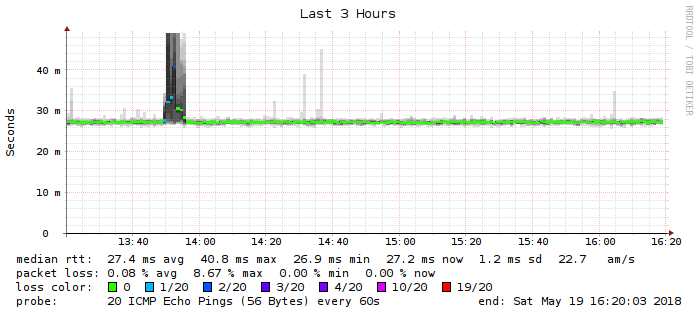 Last 3 Hours
RRDTOOL / TOBI OETIKER
Seconds
40 m
30 m
20 m
10 m
0
13:40 14:00 14:20 14:40 15:00 15:20 15:40 16:00 16:20
median rtt: 27.4 ms avg 40.8 ms max 26.9 ms min 27.2 ms now 1.2 ms sd 22.7 am/s
packet loss: 0.08 % avg 8.67 % max 0.00 % min 0.00 % now
loss color: 0 1/20 2/20 3/20 4/20 10/20 19/20
probe: 20 ICMP Echo Pings (56 Bytes) every 60s end: Sat May 19 16:20:03 2018